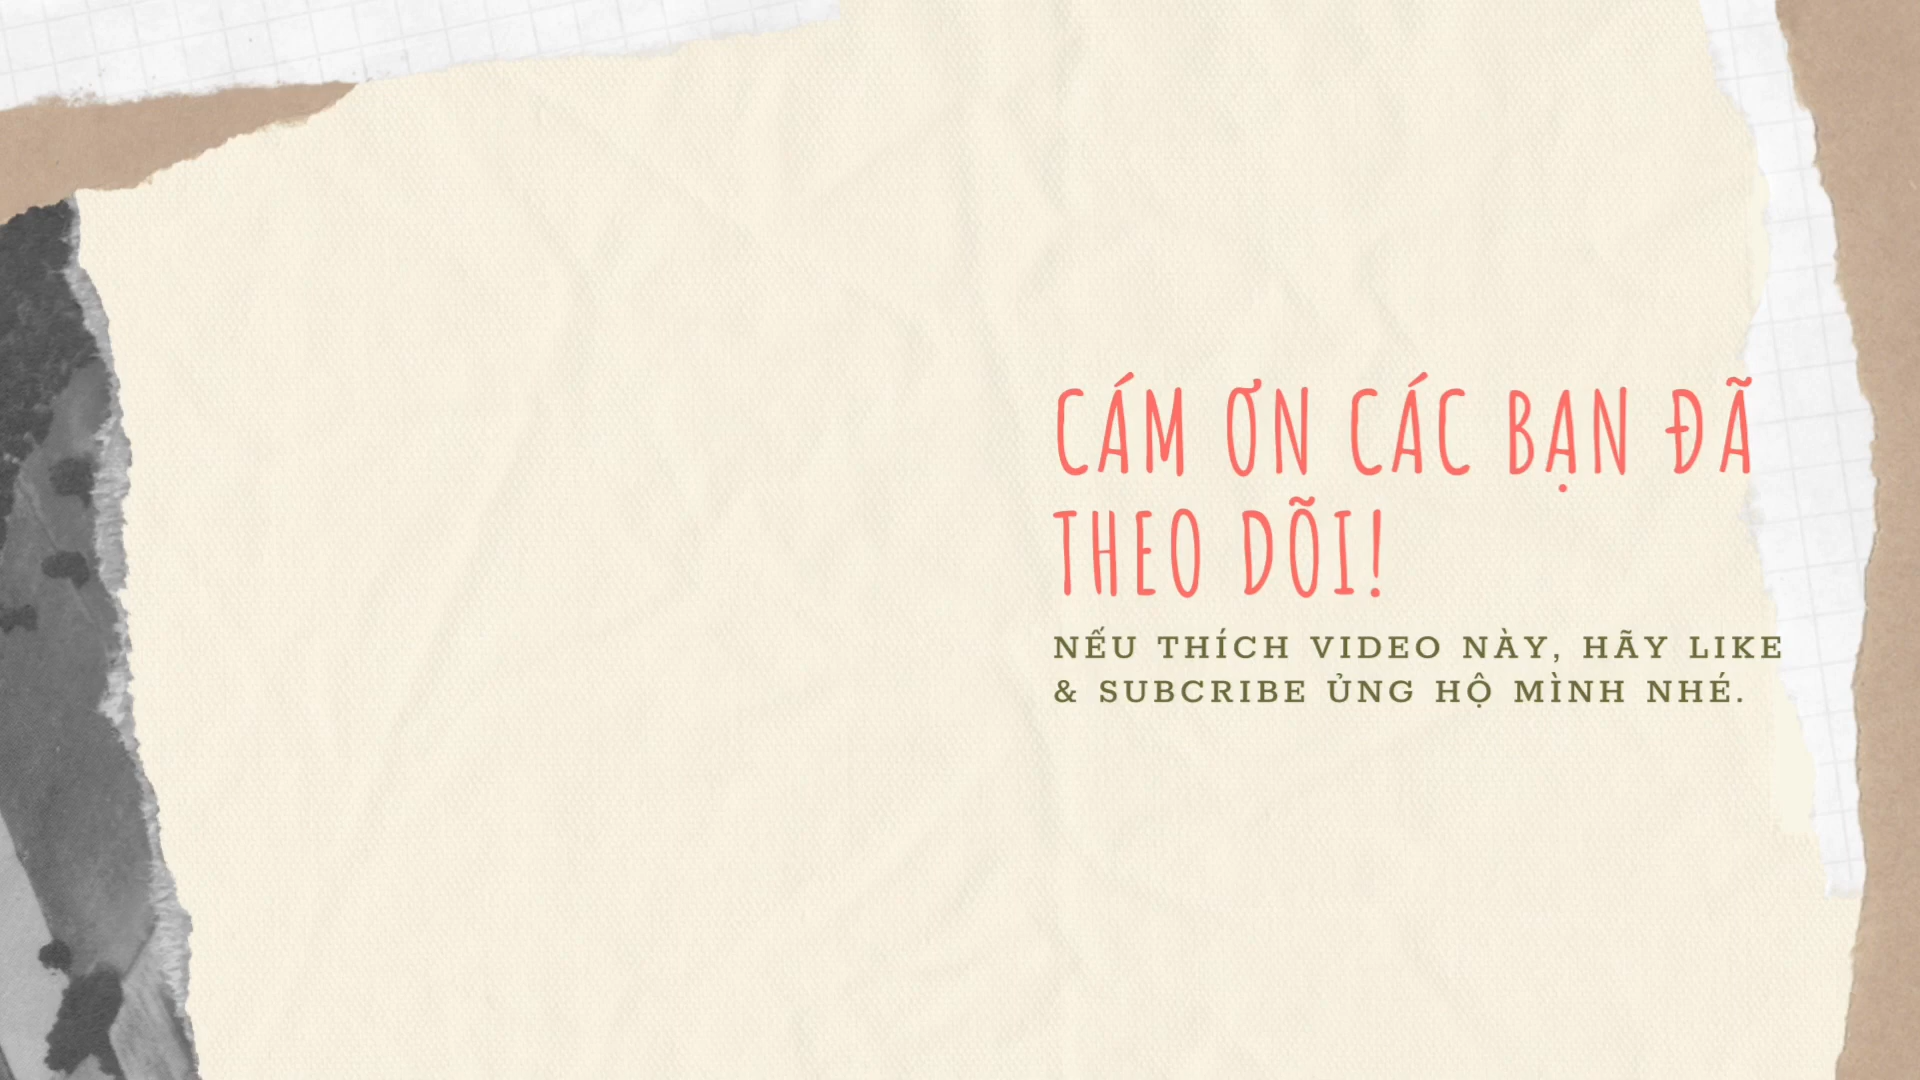 CÁM ƠN CÁC BẠN ĐÃ
THEO DÕI!
NẾU THÍCH VIDEO NÀY, HÃY LIKE
& SUBCRIBE ỦNG HỘ MÌNH NHÉ.